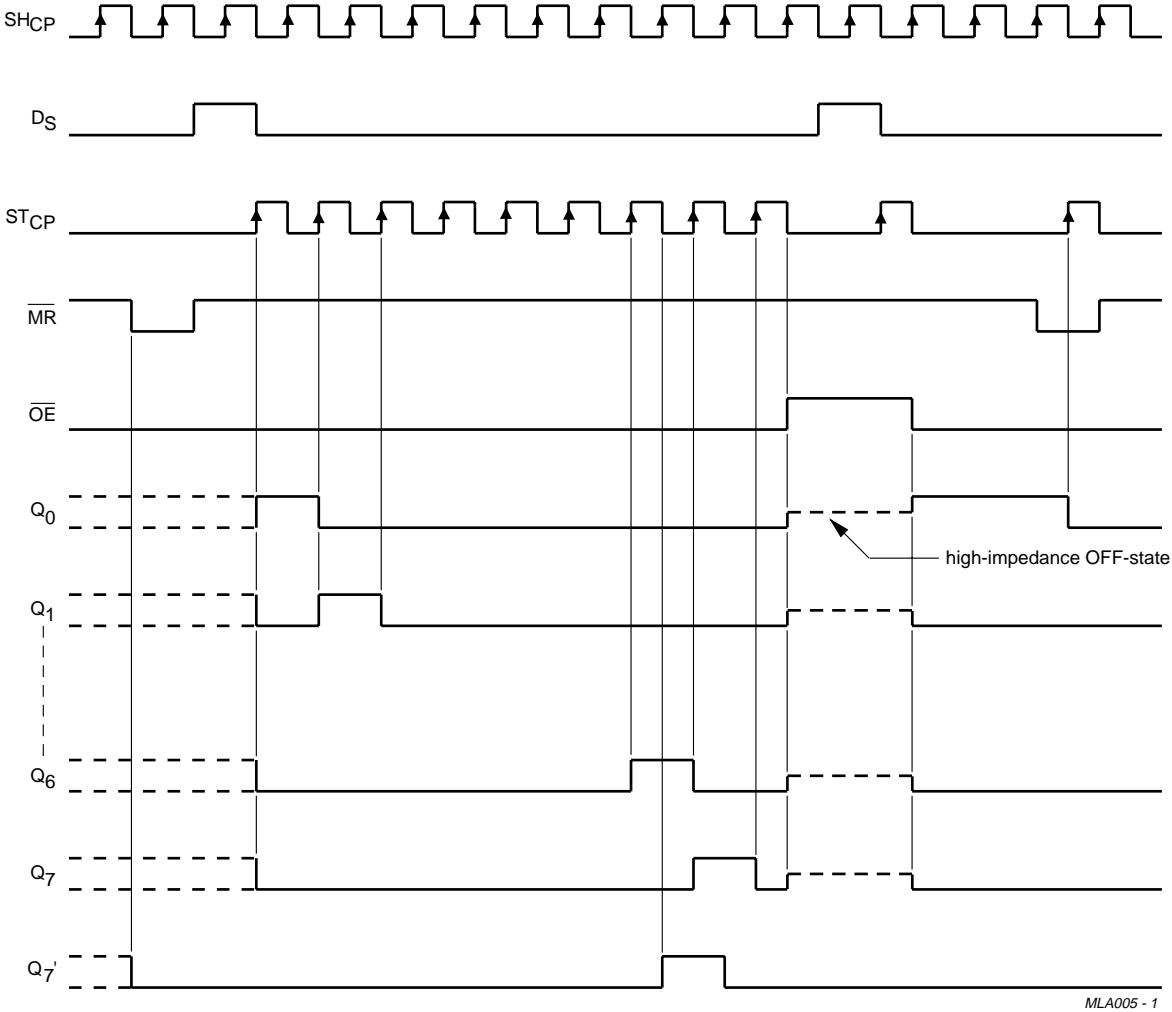 SHCP
DS
STCP
MR
OE
Q0
high-impedance OFF-state
Q1
Q6
Q7
Q7'
MLA005 - 1